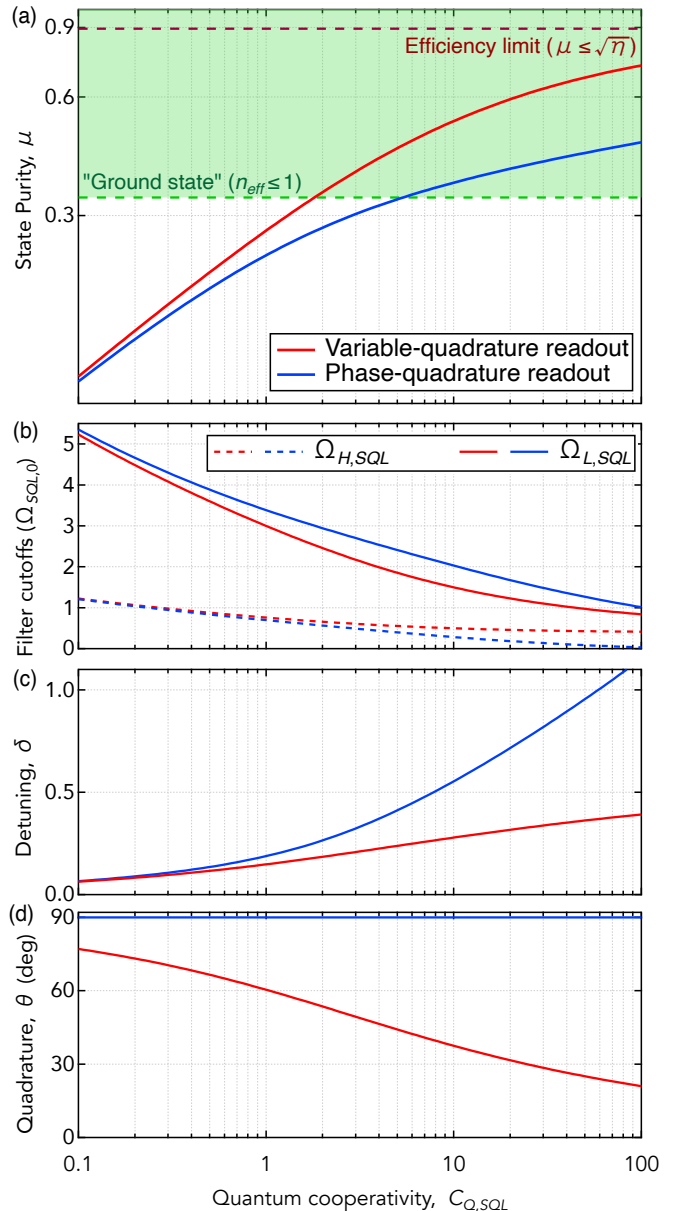 (a)
0.9
0.6
0.3
State Purity, μ
Efficiency limit (μ ≤ √η)
"Ground state" (n_eff ≤ 1)
Variable-quadrature readout
Phase-quadrature readout
(b)
5
4
3
2
1
0
Filter cutoffs (Ω_SQL,0)
Ω_H,SQL
Ω_L,SQL
(c)
1.0
0.5
0.0
Detuning, δ
(d)
90
60
30
0
Quadrature, θ (deg)
0.1 1 10 100
Quantum cooperativity, C_Q,SQL